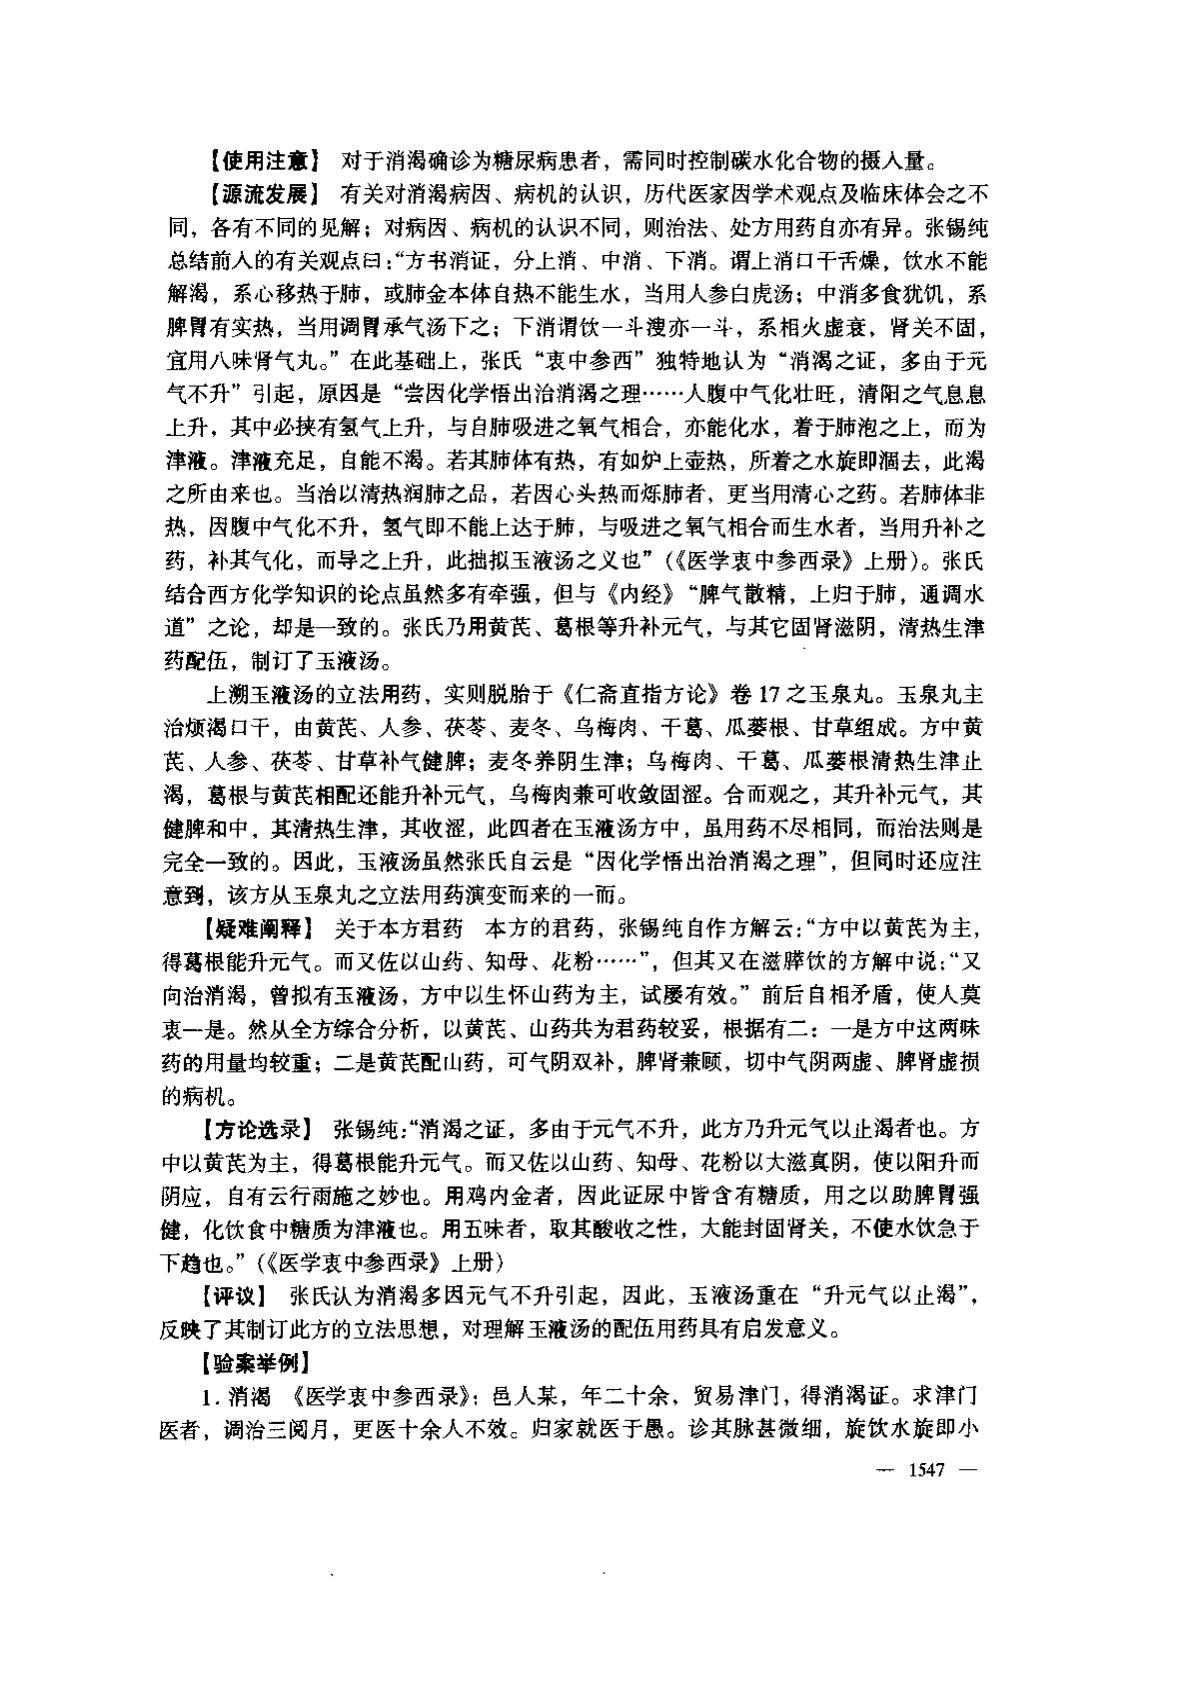 【使用注意】 对于消渴确诊为糖尿病患者，需同时控制碳水化合物的摄入量。
【源流发展】 有关对消渴病因、病机的认识，历代医家因学术观点及临床体会之不
同，各有不同的见解；对病因、病机的认识不同，则治法、处方用药自亦有异。张锡纯
总结前人的有关观点曰：“方书消证，分上消、中消、下消。谓上消口干舌燥，饮水不能
解渴，系心移热于肺，或肺金本体自热不能生水，当用人参白虎汤；中消多食犹饥，系
脾胃有实热，当用调胃承气汤下之；下消谓饮一斗溲亦一斗，系相火虚衰，肾关不固，
宜用八味肾气丸。”在此基础上，张氏“衷中参西”独特地认为“消渴之证，多由于元
气不升”引起，原因是“尝因化学悟出治消渴之理……人腹中气化壮旺，清阳之气息息
上升，其中必挟有氢气上升，与自肺吸进之氧气相合，亦能化水，着于肺泡之上，而为
津液。津液充足，自能不渴。若其肺体有热，有如炉上壶热，所着之水旋即涸去，此渴
之所由来也。当治以清热润肺之品，若因心头热而烁肺者，更当用清心之药。若肺体非
热，因腹中气化不升，氢气即不能上达于肺，与吸进之氧气相合而生水者，当用升补之
药，补其气化，而导之上升，此拙拟玉液汤之义也”（《医学衷中参西录》上册）。张氏
结合西方化学知识的论点虽然多有牵强，但与《内经》“脾气散精，上归于肺，通调水
道”之论，却是一致的。张氏乃用黄芪、葛根等升补元气，与其它固肾滋阴，清热生津
药配伍，制订了玉液汤。
上溯玉液汤的立法用药，实则脱胎于《仁斋直指方论》卷 17 之玉泉丸。玉泉丸主
治烦渴口干，由黄芪、人参、茯苓、麦冬、乌梅肉、干葛、瓜蒌根、甘草组成。方中黄
芪、人参、茯苓、甘草补气健脾；麦冬养阴生津；乌梅肉、干葛、瓜蒌根清热生津止
渴，葛根与黄芪相配还能升补元气，乌梅肉兼可收敛固涩。合而观之，其升补元气，其
健脾和中，其清热生津，其收涩，此四者在玉液汤方中，虽用药不尽相同，而治法则是
完全一致的。因此，玉液汤虽然张氏自云是“因化学悟出治消渴之理”，但同时还应注
意到，该方从玉泉丸之立法用药演变而来的一而。
【疑难阐释】 关于本方君药　本方的君药，张锡纯自作方解云：“方中以黄芪为主，
得葛根能升元气。而又佐以山药、知母、花粉……”，但其又在滋膵饮的方解中说：“又
向治消渴，曾拟有玉液汤，方中以生怀山药为主，试屡有效。”前后自相矛盾，使人莫
衷一是。然从全方综合分析，以黄芪、山药共为君药较妥，根据有二：一是方中这两味
药的用量均较重；二是黄芪配山药，可气阴双补，脾肾兼顾，切中气阴两虚、脾肾虚损
的病机。
【方论选录】 张锡纯：“消渴之证，多由于元气不升，此方乃升元气以止渴者也。方
中以黄芪为主，得葛根能升元气。而又佐以山药、知母、花粉以大滋真阴，使以阳升而
阴应，自有云行雨施之妙也。用鸡内金者，因此证尿中皆含有糖质，用之以助脾胃强
健，化饮食中糖质为津液也。用五味者，取其酸收之性，大能封固肾关，不使水饮急于
下趋也。”（《医学衷中参西录》上册）
【评议】 张氏认为消渴多因元气不升引起，因此，玉液汤重在“升元气以止渴”，
反映了其制订此方的立法思想，对理解玉液汤的配伍用药具有启发意义。
【验案举例】
1. 消渴 《医学衷中参西录》：邑人某，年二十余，贸易津门，得消渴证。求津门
医者，调治三阅月，更医十余人不效。归家就医于愚。诊其脉甚微细，旋饮水旋即小
— 1547 —